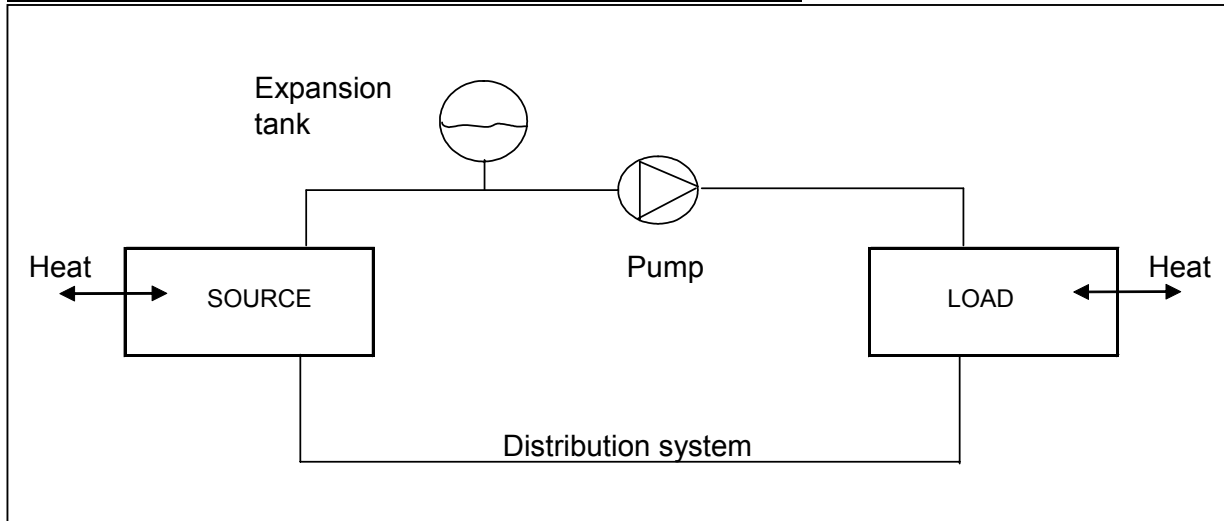 Expansion
tank
Pump
Heat
SOURCE
LOAD
Heat
Distribution system